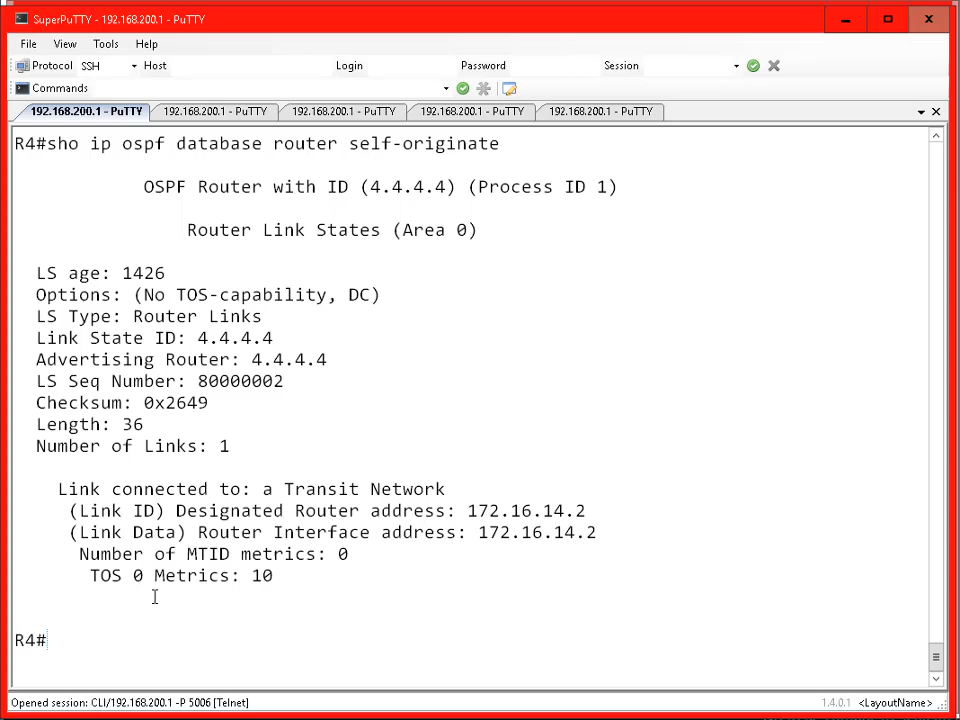 SuperPuTTY - 192.168.200.1 - PuTTY
File View Tools Help
Protocol SSH Host Login Password Session
Commands
192.168.200.1 - PuTTY 192.168.200.1 - PuTTY 192.168.200.1 - PuTTY 192.168.200.1 - PuTTY 192.168.200.1 - PuTTY
R4#sho ip ospf database router self-originate
OSPF Router with ID (4.4.4.4) (Process ID 1)
Router Link States (Area 0)
LS age: 1426
Options: (No TOS-capability, DC)
LS Type: Router Links
Link State ID: 4.4.4.4
Advertising Router: 4.4.4.4
LS Seq Number: 80000002
Checksum: 0x2649
Length: 36
Number of Links: 1
Link connected to: a Transit Network
(Link ID) Designated Router address: 172.16.14.2
(Link Data) Router Interface address: 172.16.14.2
Number of MTID metrics: 0
TOS 0 Metrics: 10
R4#
Opened session: CLI/192.168.200.1 -P 5006 [Telnet] 1.4.0.1 <LayoutName>